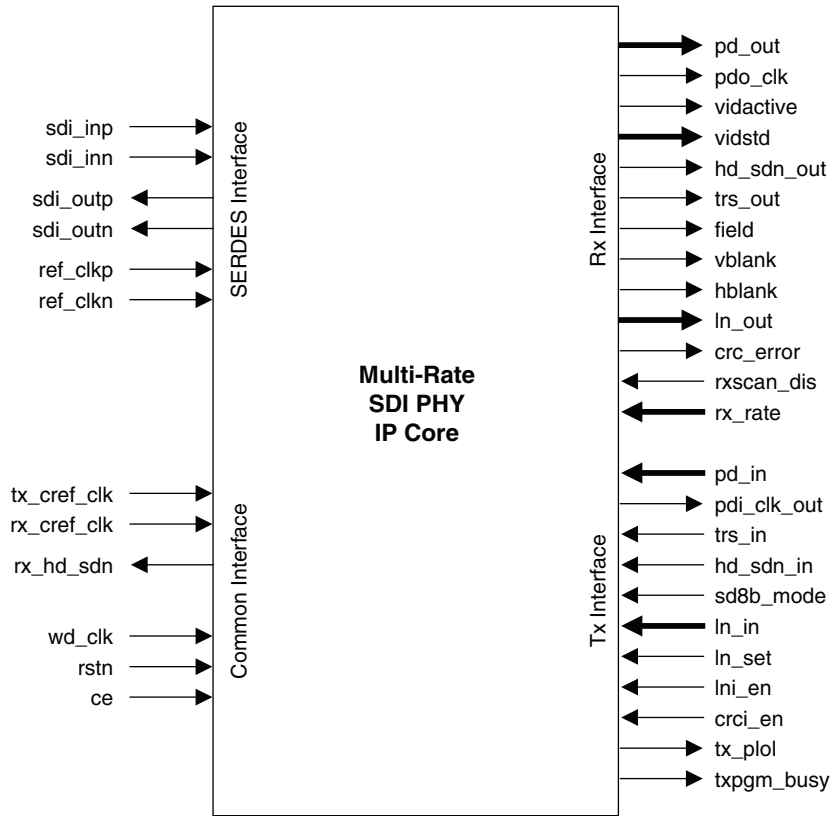 sdi_inp
sdi_inn
sdi_outp
sdi_outn
ref_clkp
ref_clkn
SERDES Interface
tx_cref_clk
rx_cref_clk
rx_hd_sdn
wd_clk
rstn
ce
Common Interface
Multi-Rate
SDI PHY
IP Core
Rx Interface
pd_out
pdo_clk
vidactive
vidstd
hd_sdn_out
trs_out
field
vblank
hblank
ln_out
crc_error
rxscan_dis
rx_rate
Tx Interface
pd_in
pdi_clk_out
trs_in
hd_sdn_in
sd8b_mode
ln_in
ln_set
lni_en
crci_en
tx_plol
txpgm_busy